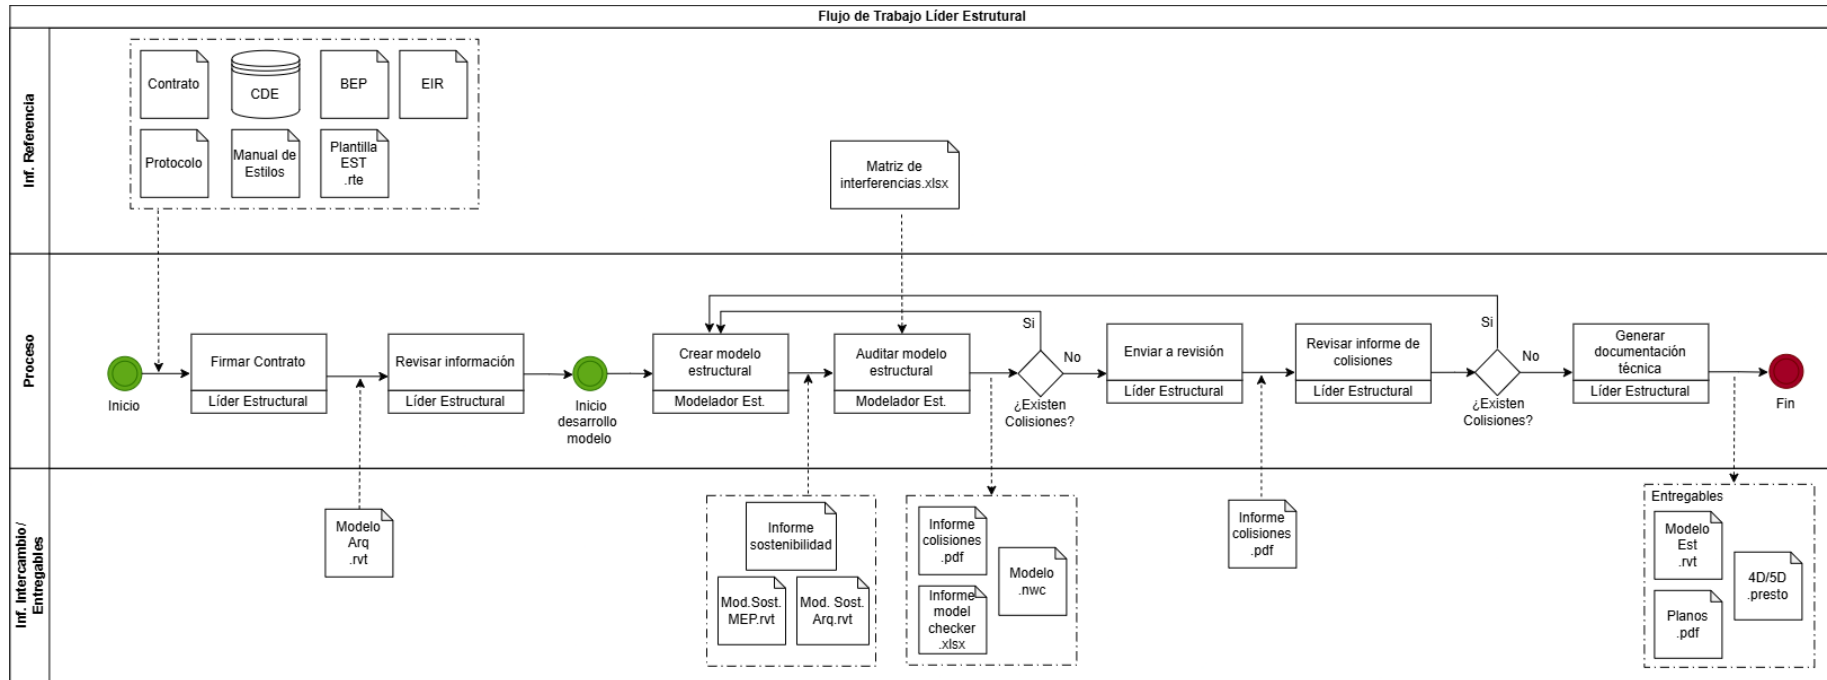 Flujo de Trabajo Líder Estrutural
Inf. Referencia
Contrato
CDE
BEP
EIR
Protocolo
Manual de
Estilos
Plantilla
EST
.rte
Matriz de
interferencias.xlsx
Proceso
Inicio
Firmar Contrato
Líder Estructural
Revisar información
Líder Estructural
Inicio
desarrollo
modelo
Crear modelo
estructural
Modelador Est.
Auditar modelo
estructural
Modelador Est.
Si
No
¿Existen
Colisiones?
Enviar a revisión
Líder Estructural
Revisar informe de
colisiones
Líder Estructural
Si
No
¿Existen
Colisiones?
Generar
documentación
técnica
Líder Estructural
Fin
Inf. Intercambio/
Entregables
Modelo
Arq
.rvt
Informe
sostenibilidad
Mod.Sost.
MEP.rvt
Mod. Sost.
Arq.rvt
Informe
colisiones
.pdf
Modelo
.nwc
Informe
model
checker
.xlsx
Informe
colisiones
.pdf
Entregables
Modelo
Est
.rvt
4D/5D
.presto
Planos
.pdf